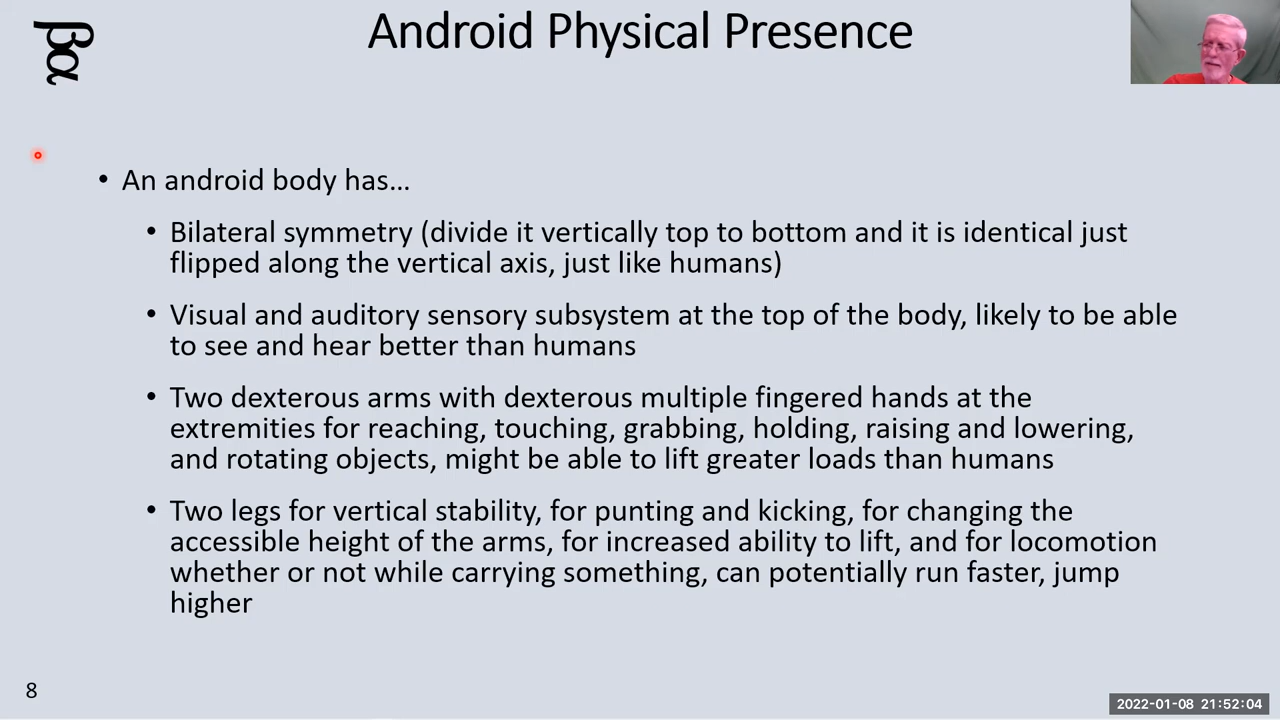 βα
Android Physical Presence
• An android body has...
• Bilateral symmetry (divide it vertically top to bottom and it is identical just
flipped along the vertical axis, just like humans)
• Visual and auditory sensory subsystem at the top of the body, likely to be able
to see and hear better than humans
• Two dexterous arms with dexterous multiple fingered hands at the
extremities for reaching, touching, grabbing, holding, raising and lowering,
and rotating objects, might be able to lift greater loads than humans
• Two legs for vertical stability, for punting and kicking, for changing the
accessible height of the arms, for increased ability to lift, and for locomotion
whether or not while carrying something, can potentially run faster, jump
higher
8
2022-01-08 21:52:04